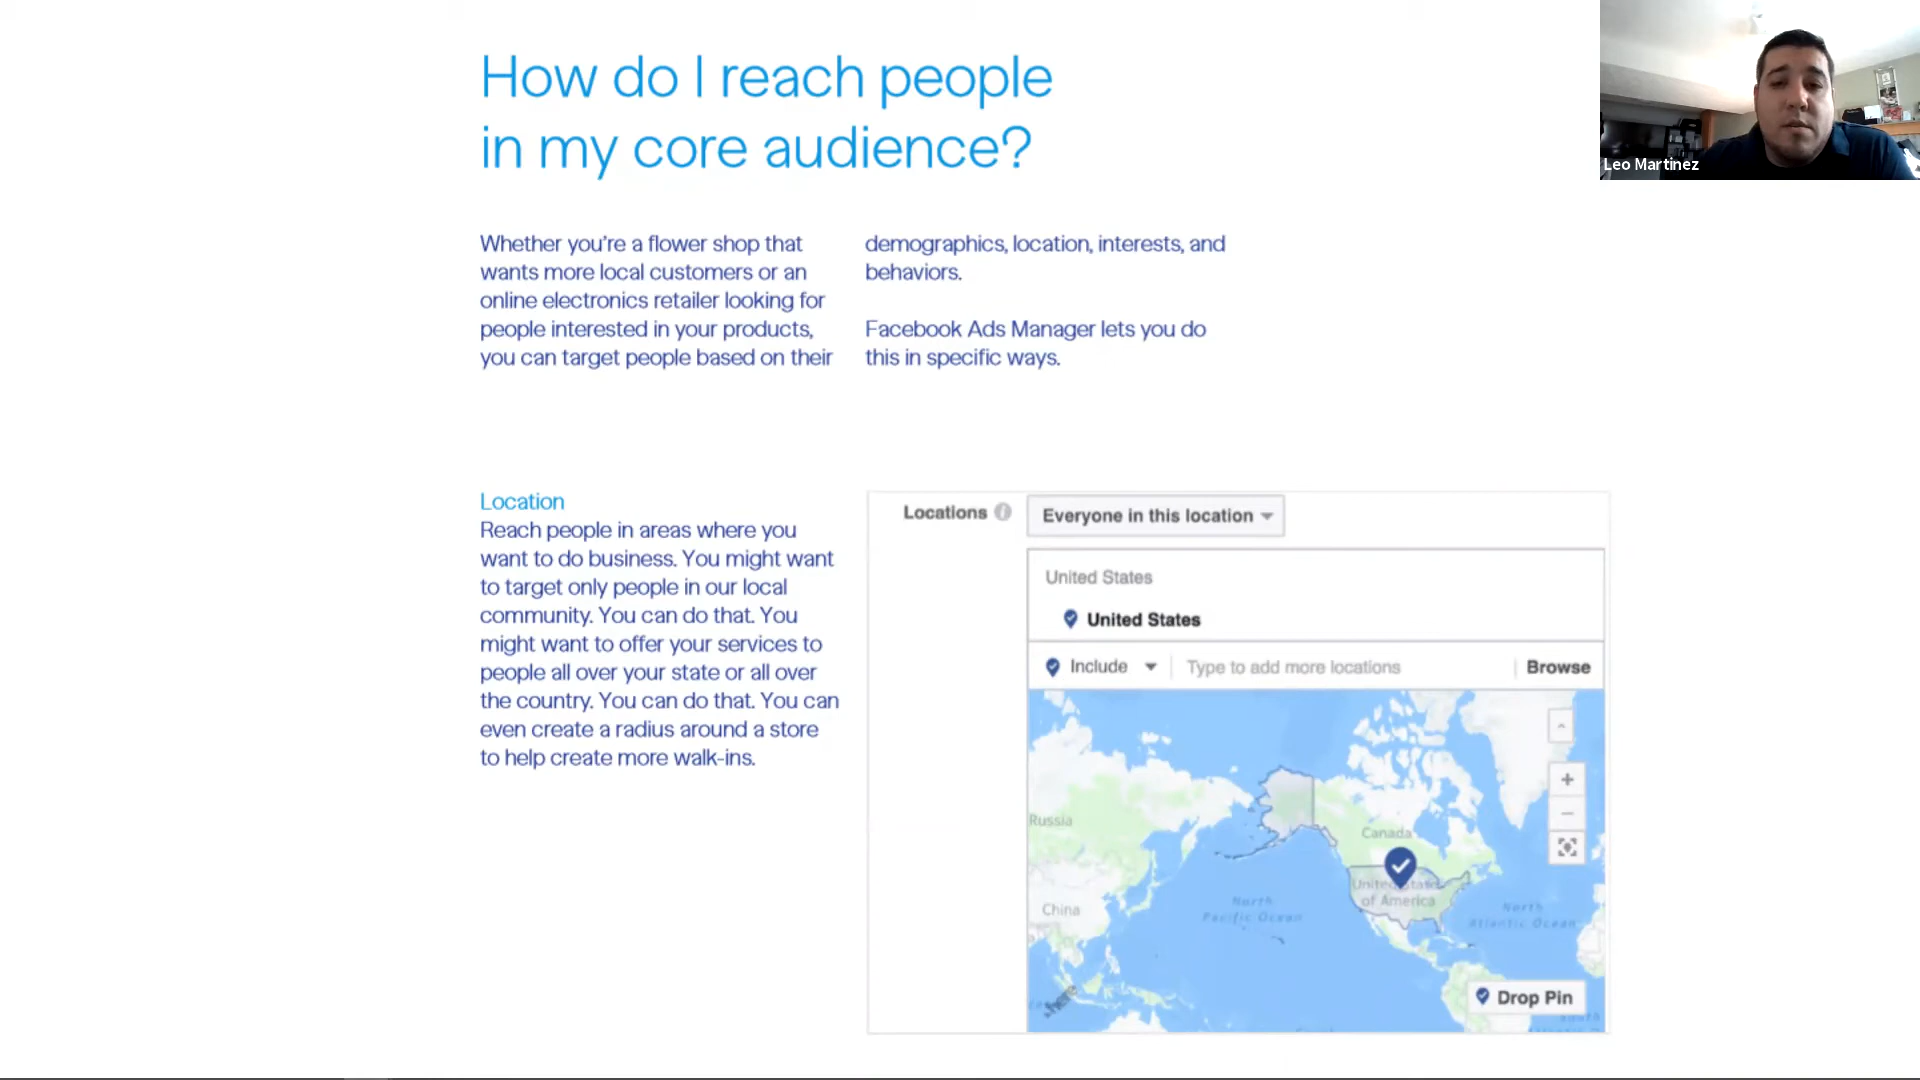 How do I reach people
in my core audience?
Leo Martinez
Whether you're a flower shop that
wants more local customers or an
online electronics retailer looking for
people interested in your products,
you can target people based on their
demographics, location, interests, and
behaviors.
Facebook Ads Manager lets you do
this in specific ways.
Location
Reach people in areas where you
want to do business. You might want
to target only people in our local
community. You can do that. You
might want to offer your services to
people all over your state or all over
the country. You can do that. You can
even create a radius around a store
to help create more walk-ins.
Locations
Everyone in this location
United States
United States
Include
Type to add more locations
Browse
Russia
Canada
United States
of America
China
North
Pacific Ocean
North
Atlantic Ocean
here
Drop Pin